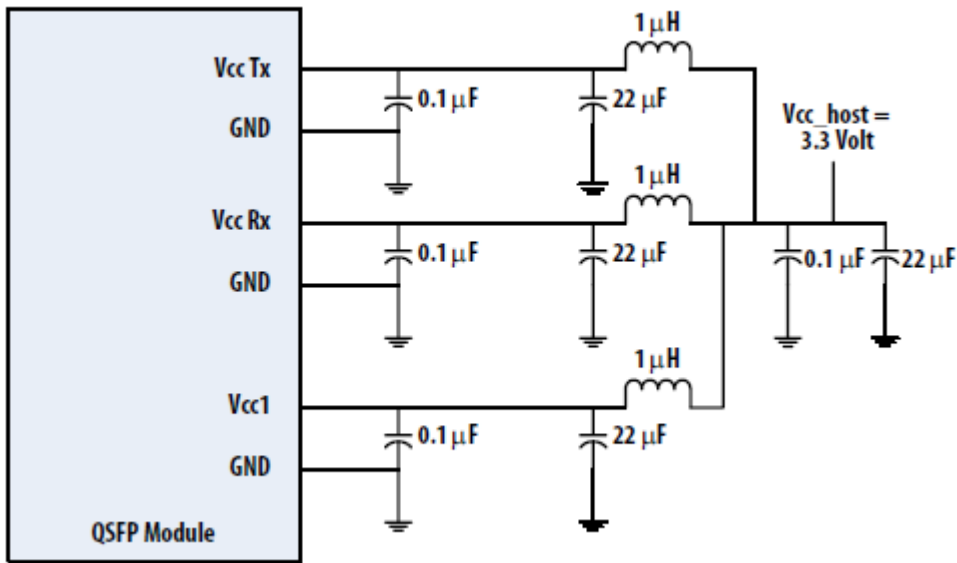 1 µH
Vcc Tx
0.1 µF
22 µF
GND
Vcc_host =
3.3 Volt
1 µH
Vcc Rx
0.1 µF
22 µF
0.1 µF
22 µF
GND
1 µH
Vcc1
0.1 µF
22 µF
GND
QSFP Module